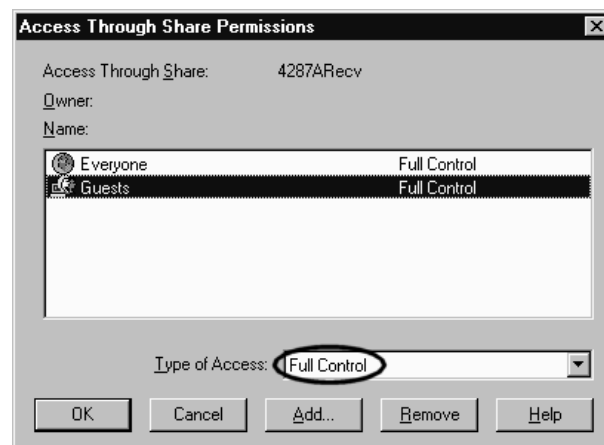 Access Through Share Permissions
Access Through Share: 4287ARecv
Owner:
Name:
Everyone Full Control
Guests Full Control
Type of Access: Full Control
OK Cancel Add... Remove Help